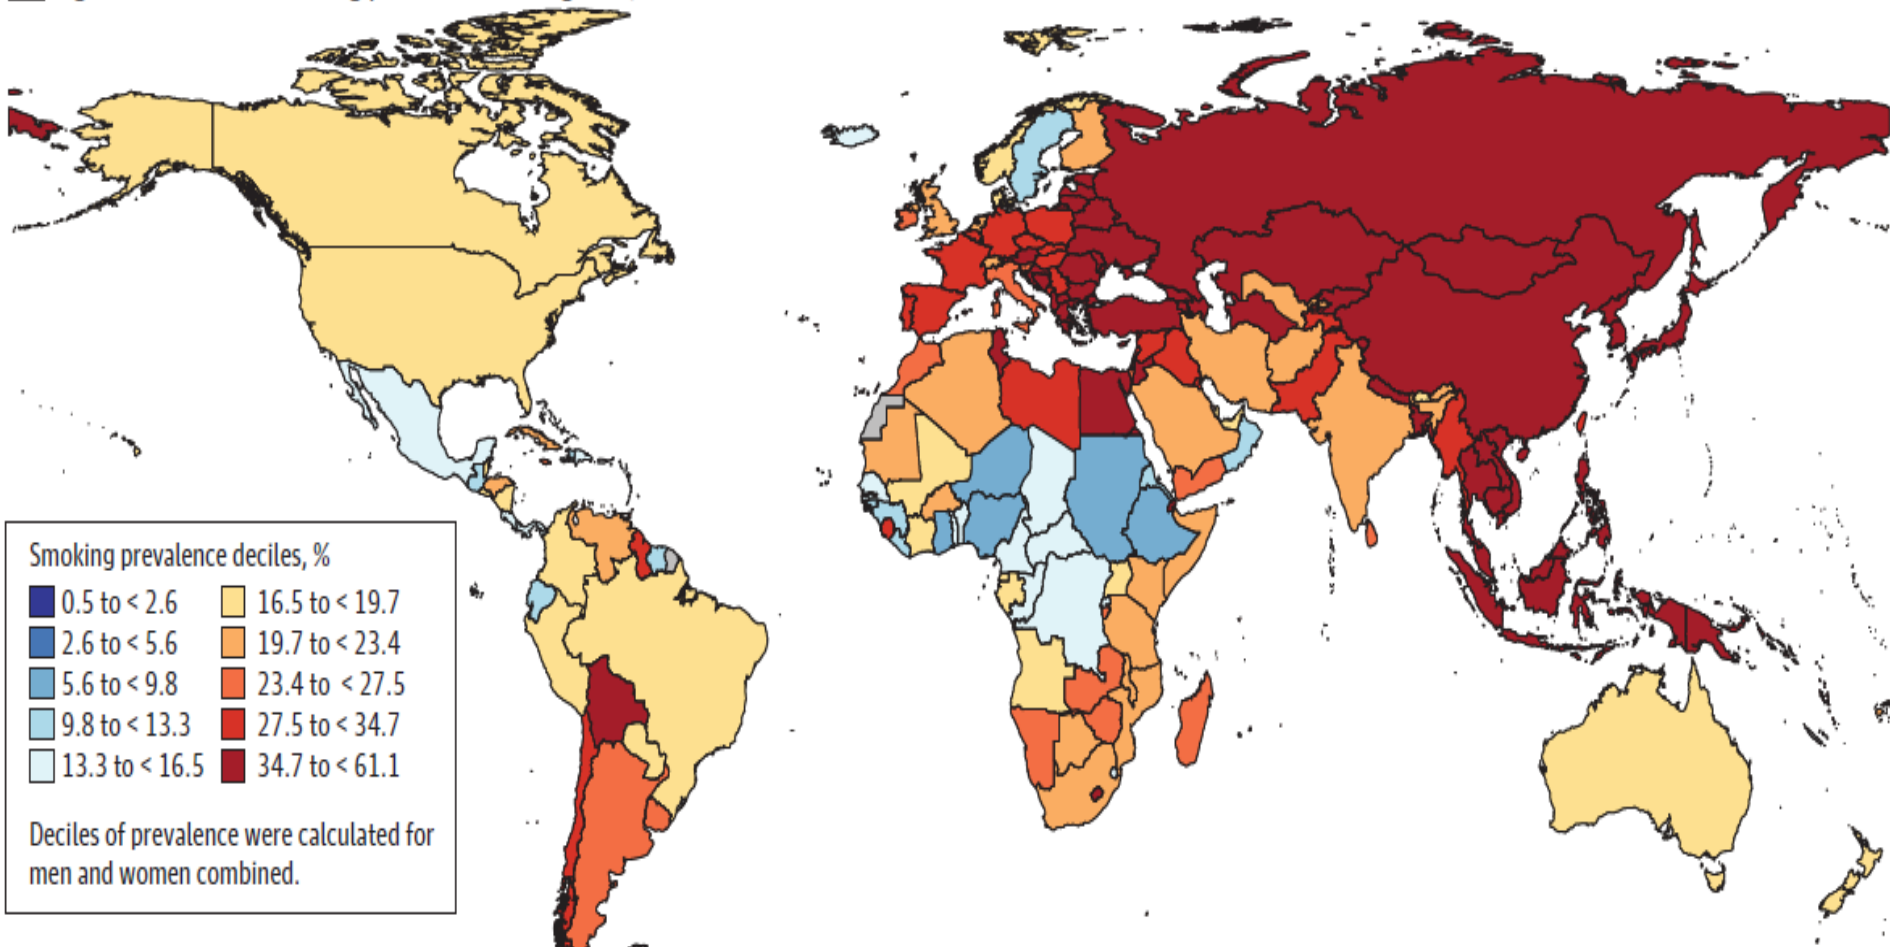 Smoking prevalence deciles, %
0.5 to < 2.6
16.5 to < 19.7
2.6 to < 5.6
19.7 to < 23.4
5.6 to < 9.8
23.4 to < 27.5
9.8 to < 13.3
27.5 to < 34.7
13.3 to < 16.5
34.7 to < 61.1
Deciles of prevalence were calculated for
men and women combined.